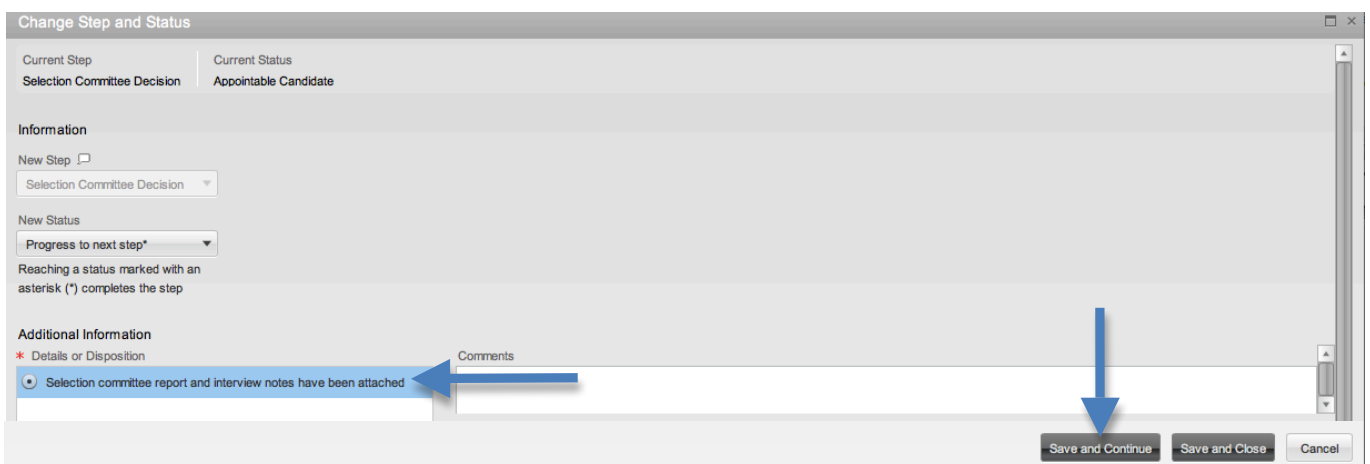 Change Step and Status
Current Step
Current Status
Selection Committee Decision
Appointable Candidate
Information
New Step
Selection Committee Decision
New Status
Progress to next step*
Reaching a status marked with an
asterisk (*) completes the step
Additional Information
* Details or Disposition
Comments
Selection committee report and interview notes have been attached
Save and Continue
Save and Close
Cancel